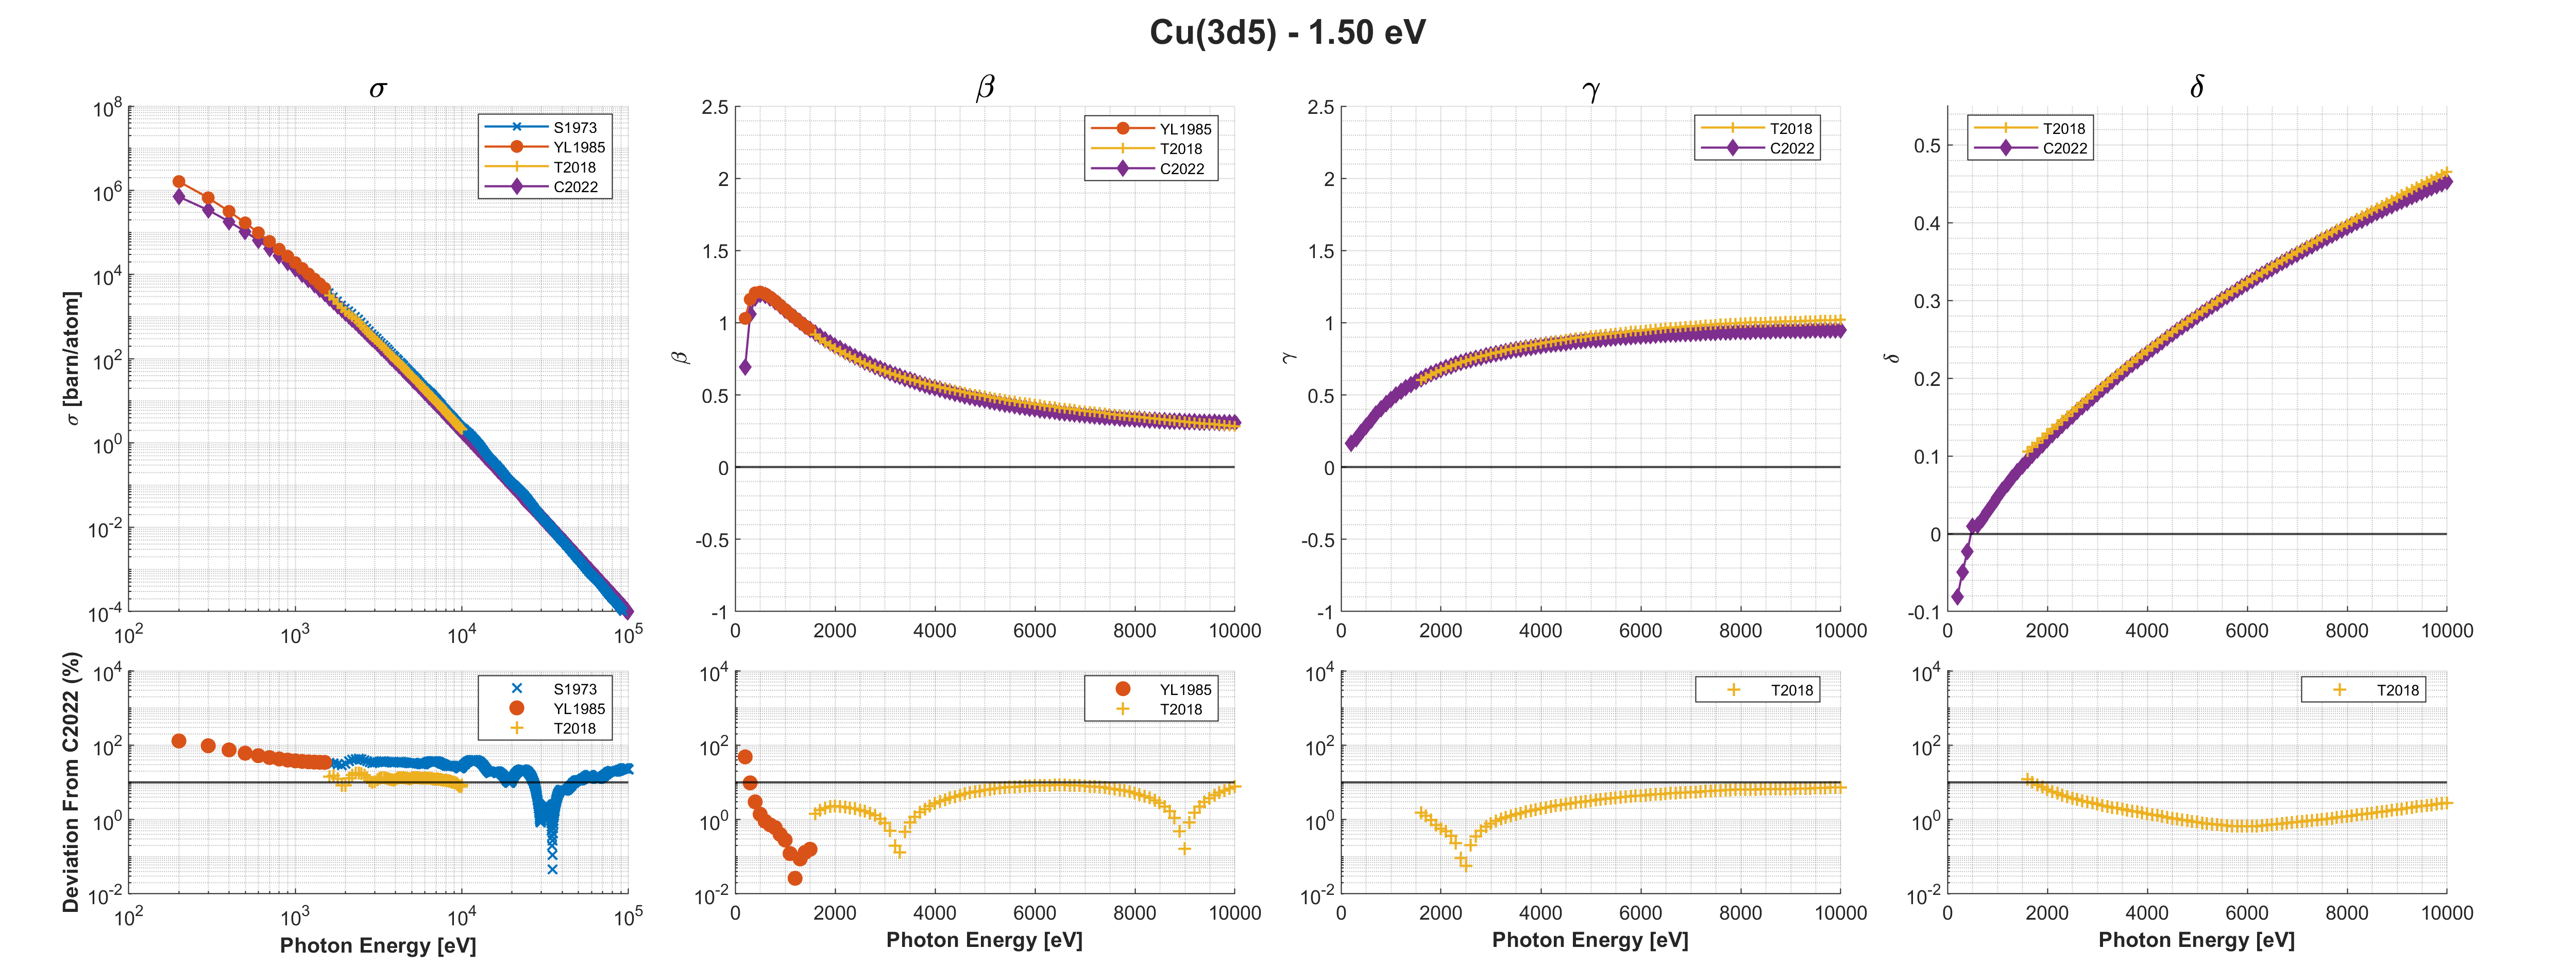 Cu(3d5) - 1.50 eV
σ
β
γ
δ
10^8
10^6
10^4
10^2
10^0
10^-2
10^-4
σ [barn/atom]
S1973
YL1985
T2018
C2022
10^2
10^3
10^4
10^5
2.5
2
1.5
1
0.5
0
-0.5
-1
β
YL1985
T2018
C2022
0
2000
4000
6000
8000
10000
2.5
2
1.5
1
0.5
0
-0.5
-1
γ
T2018
C2022
0
2000
4000
6000
8000
10000
0.5
0.4
0.3
0.2
0.1
0
-0.1
δ
T2018
C2022
0
2000
4000
6000
8000
10000
Deviation From C2022 (%)
10^4
10^2
10^0
10^-2
S1973
YL1985
T2018
10^2
10^3
10^4
10^5
Photon Energy [eV]
10^4
10^2
10^0
10^-2
YL1985
T2018
0
2000
4000
6000
8000
10000
Photon Energy [eV]
10^4
10^2
10^0
10^-2
T2018
0
2000
4000
6000
8000
10000
Photon Energy [eV]
10^4
10^2
10^0
10^-2
T2018
0
2000
4000
6000
8000
10000
Photon Energy [eV]